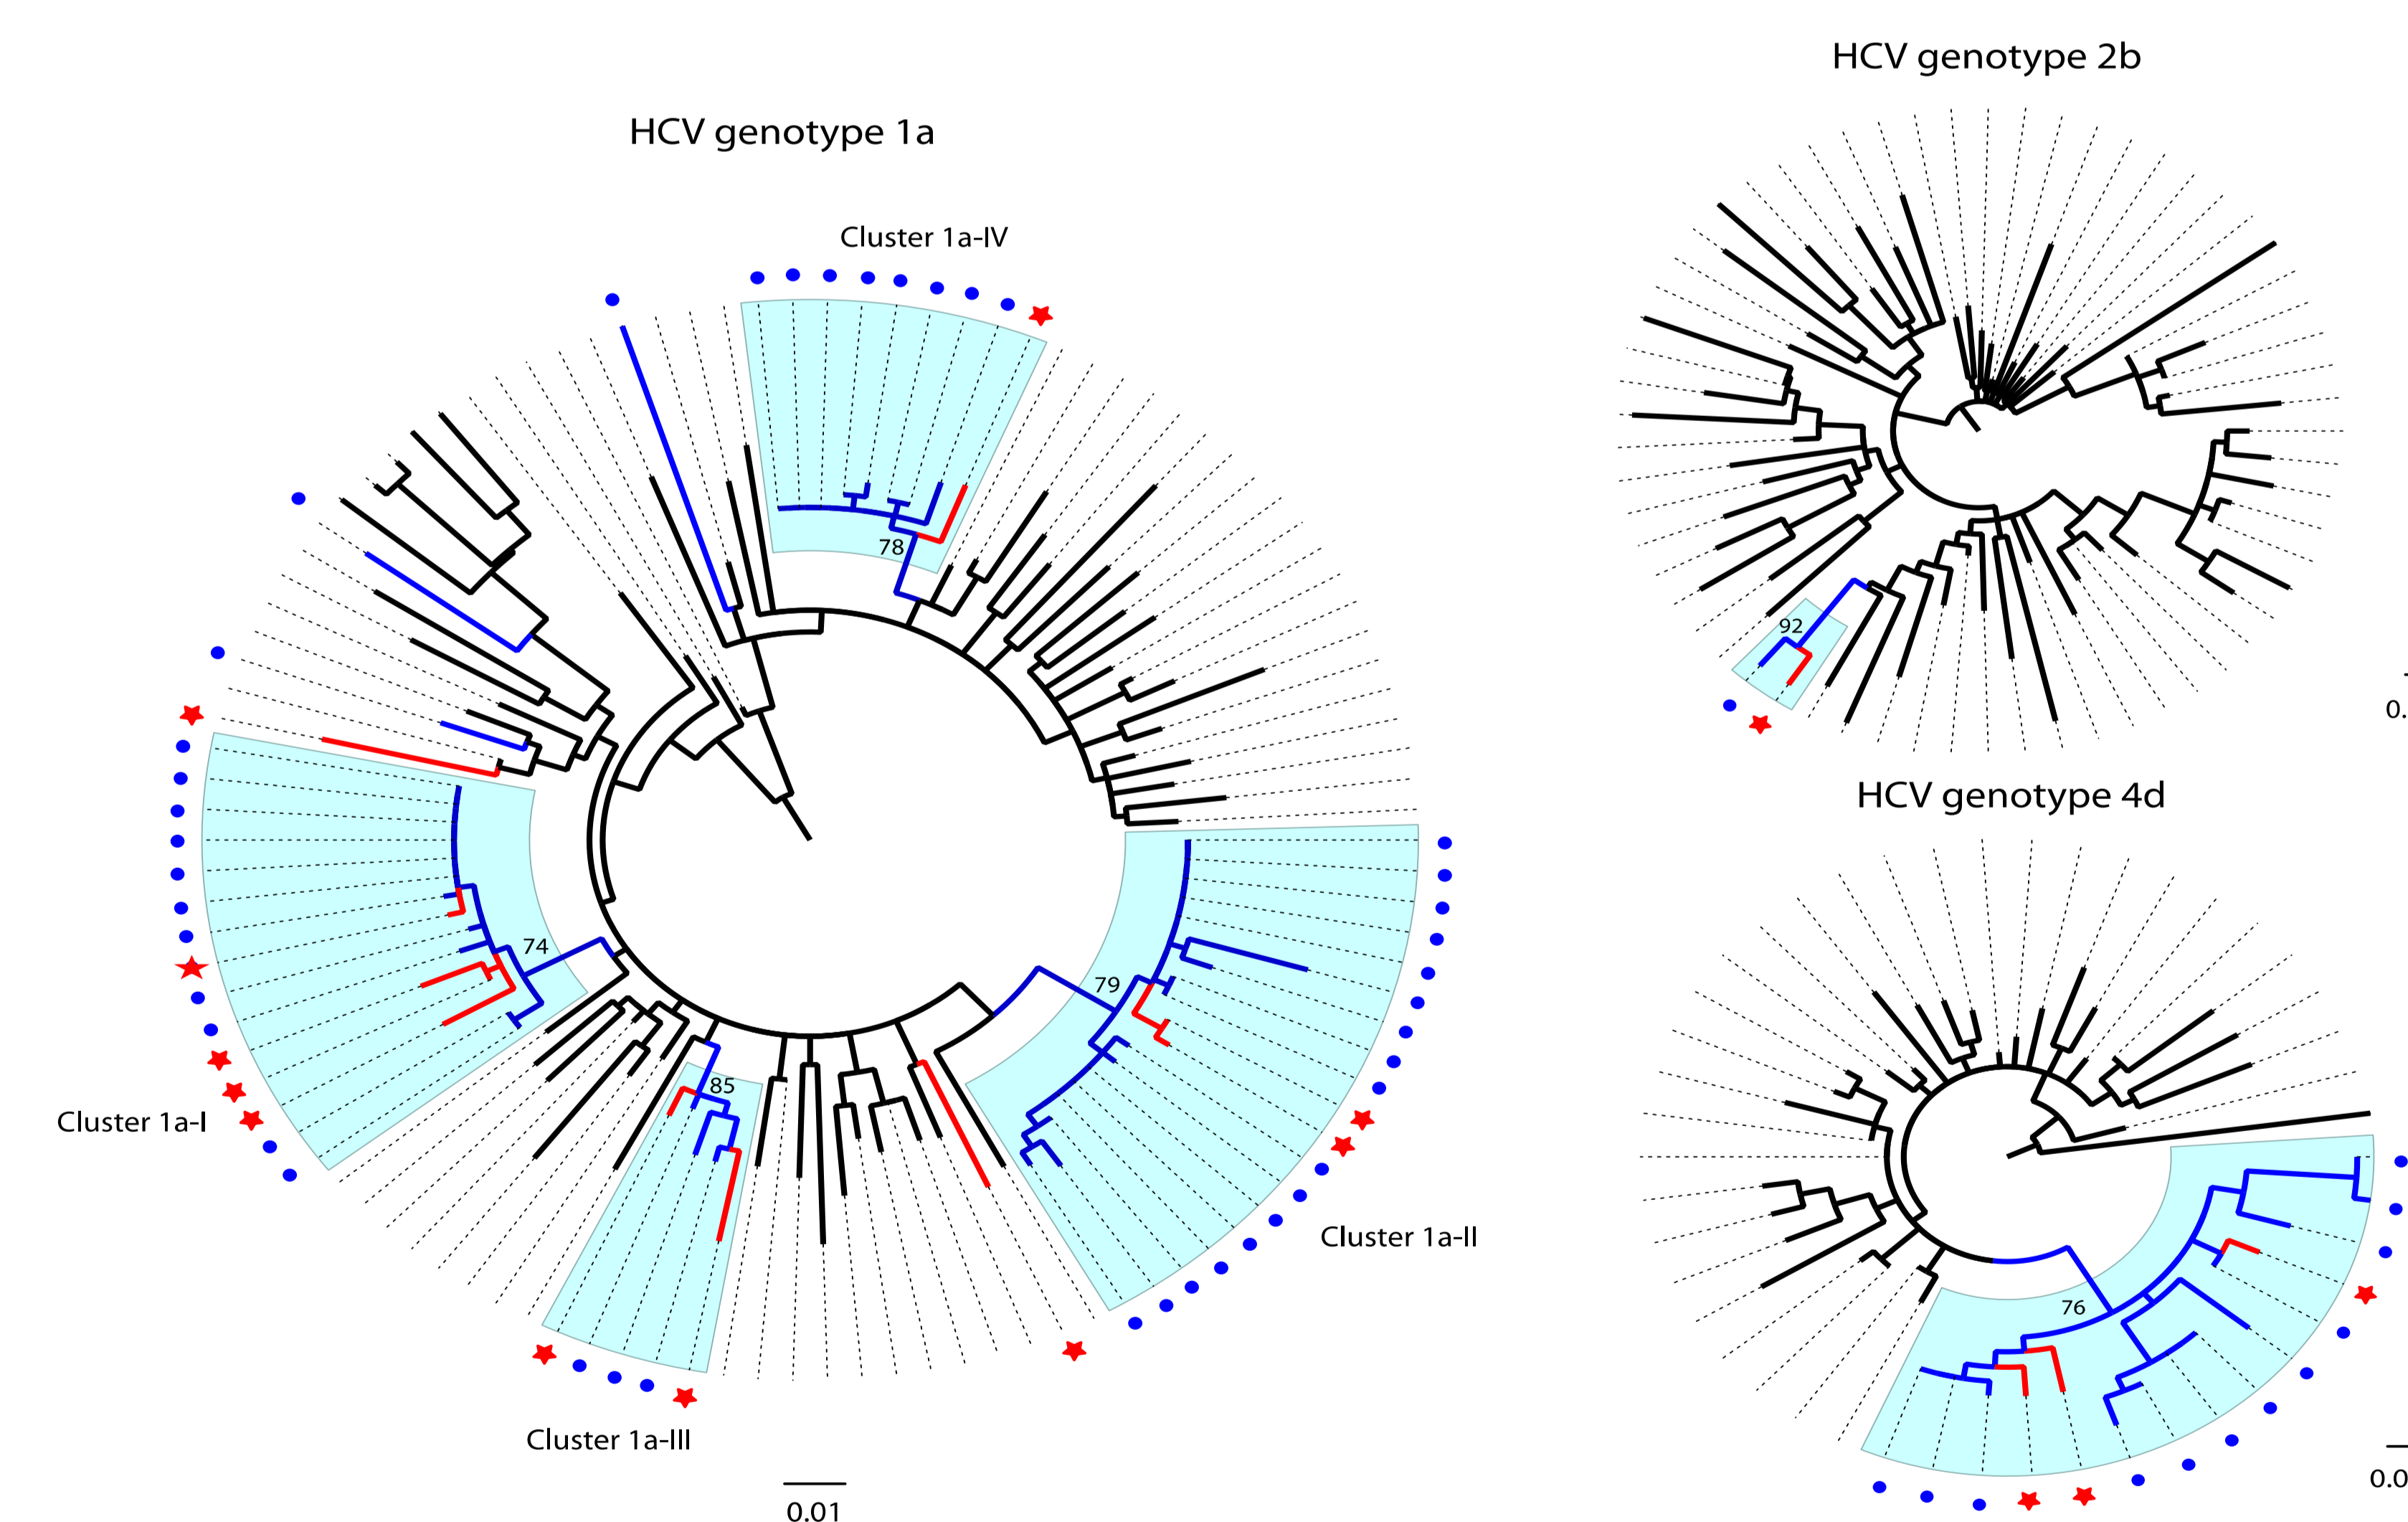 HCV genotype 2b
HCV genotype 1a
Cluster 1a-IV
78
92
0.
HCV genotype 4d
74
79
85
Cluster 1a-I
Cluster 1a-II
76
Cluster 1a-III
0.01
0.0